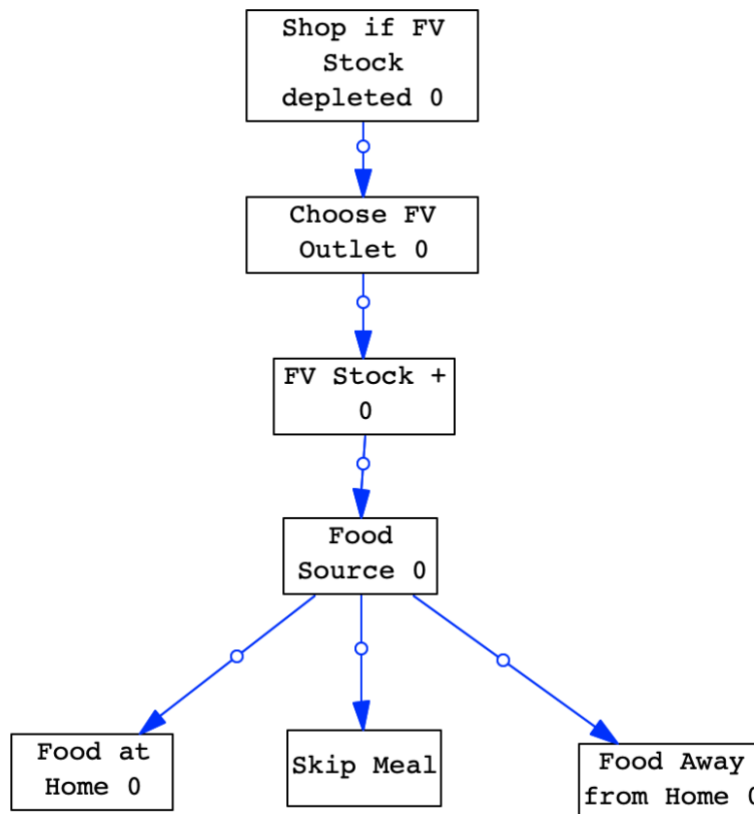 Shop if FV
Stock
depleted 0
Choose FV
Outlet 0
FV Stock +
0
Food
Source 0
Food at
Home 0
Skip Meal
Food Away
from Home 0